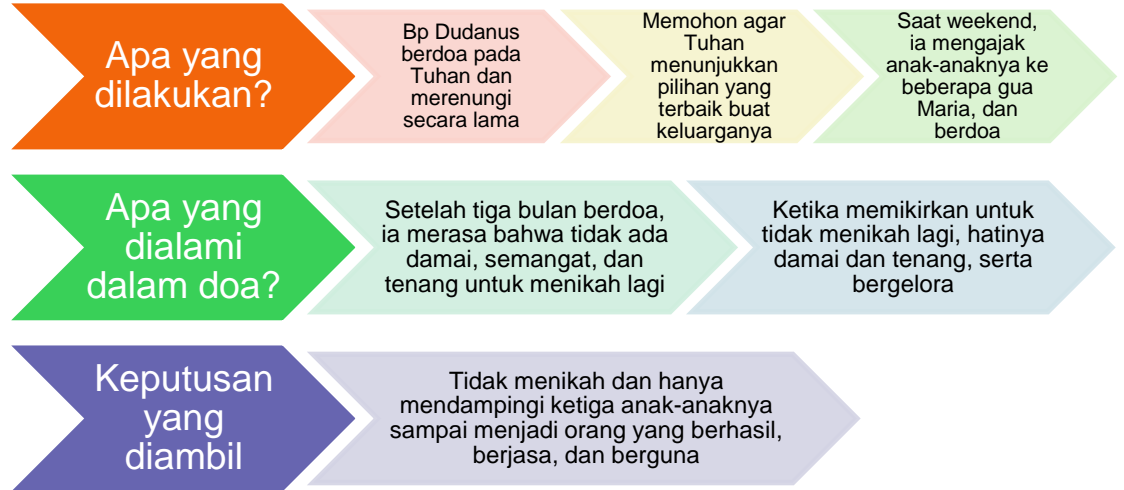 Apa yang
dilakukan?
Bp Dudanus
berdoa pada
Tuhan dan
merenungi
secara lama
Memohon agar
Tuhan
menunjukkan
pilihan yang
terbaik buat
keluarganya
Saat weekend,
ia mengajak
anak-anaknya ke
beberapa gua
Maria, dan
berdoa
Apa yang
dialami
dalam doa?
Setelah tiga bulan berdoa,
ia merasa bahwa tidak ada
damai, semangat, dan
tenang untuk menikah lagi
Ketika memikirkan untuk
tidak menikah lagi, hatinya
damai dan tenang, serta
bergelora
Keputusan
yang
diambil
Tidak menikah dan hanya
mendampingi ketiga anak-anaknya
sampai menjadi orang yang berhasil,
berjasa, dan berguna